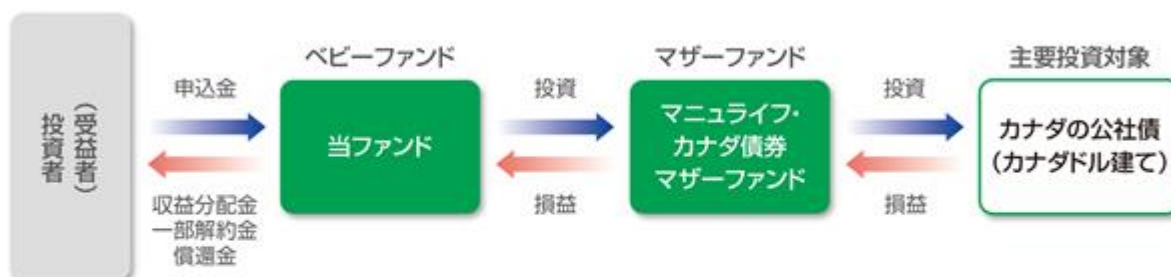 投資者
(受益者)
申込金
収益分配金
一部解約金
償還金
ベビーファンド
当ファンド
投資
損益
マザーファンド
マニュライフ・
カナダ債券
マザーファンド
投資
損益
主要投資対象
カナダの公社債
(カナダドル建て)